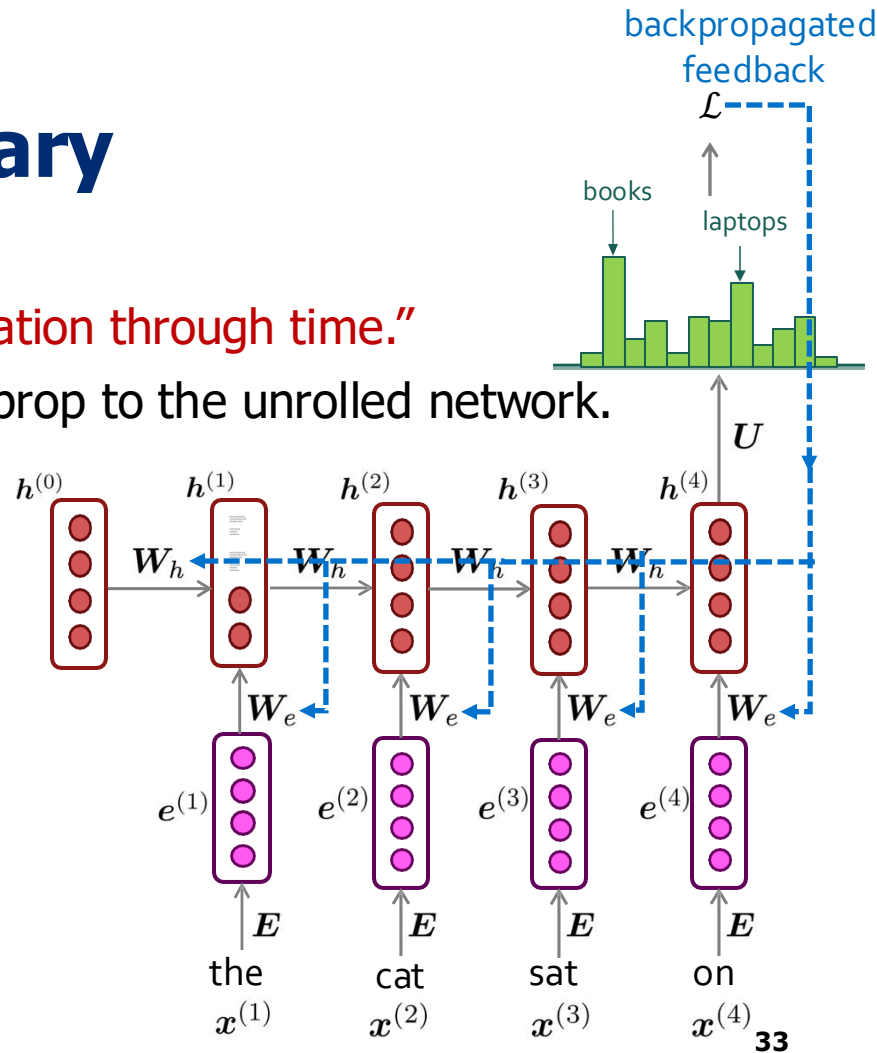 backpropagated
feedback
ℒ
ary
books
laptops
ation through time.”
prop to the unrolled network.
U
h⁽⁰⁾ h⁽¹⁾ h⁽²⁾ h⁽³⁾ h⁽⁴⁾
Wₕ Wₕ Wₕ Wₕ
Wₑ Wₑ Wₑ Wₑ
e⁽¹⁾ e⁽²⁾ e⁽³⁾ e⁽⁴⁾
E E E E
the cat sat on
x⁽¹⁾ x⁽²⁾ x⁽³⁾ x⁽⁴⁾
33